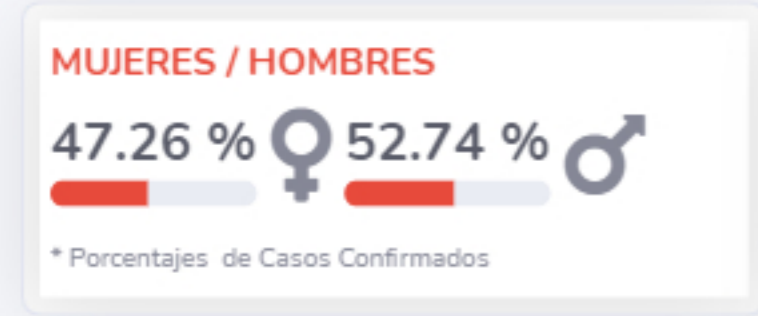 MUJERES / HOMBRES
47.26 % 52.74 %
* Porcentajes de Casos Confirmados